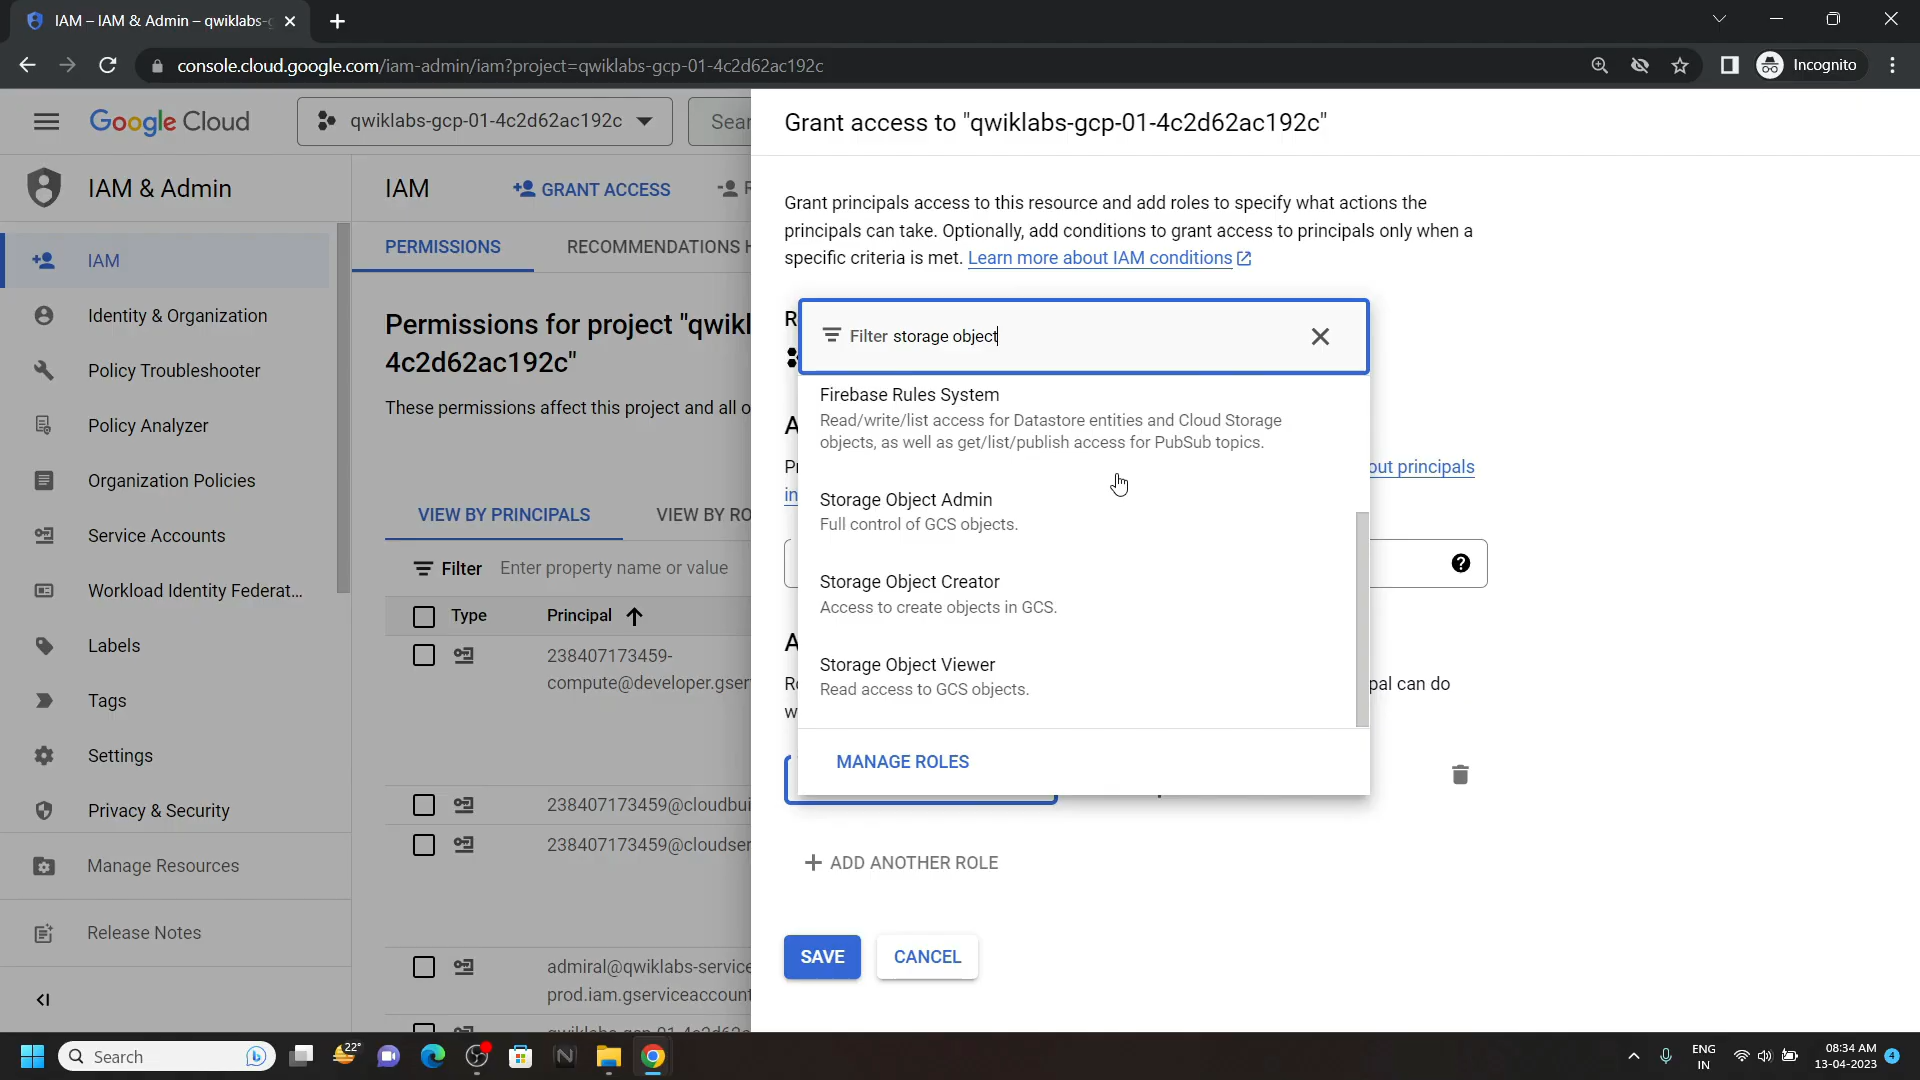 IAM – IAM & Admin – qwiklabs-
console.cloud.google.com/iam-admin/iam?project=qwiklabs-gcp-01-4c2d62ac192c
Incognito
Google Cloud
qwiklabs-gcp-01-4c2d62ac192c
Sear
Grant access to "qwiklabs-gcp-01-4c2d62ac192c"
IAM & Admin
IAM
GRANT ACCESS
R
Grant principals access to this resource and add roles to specify what actions the
principals can take. Optionally, add conditions to grant access to principals only when a
specific criteria is met. Learn more about IAM conditions
PERMISSIONS
RECOMMENDATIONS H
IAM
Identity & Organization
Policy Troubleshooter
Policy Analyzer
Organization Policies
Service Accounts
Workload Identity Federat...
Labels
Tags
Settings
Privacy & Security
Manage Resources
Release Notes
Permissions for project "qwikl
4c2d62ac192c"
These permissions affect this project and all o
VIEW BY PRINCIPALS
VIEW BY RO
Filter Enter property name or value
Type
Principal
238407173459-
compute@developer.gser
238407173459@cloudbui
238407173459@cloudser
admiral@qwiklabs-service
prod.iam.gserviceaccount
R
Filter storage object
Firebase Rules System
Read/write/list access for Datastore entities and Cloud Storage
objects, as well as get/list/publish access for PubSub topics.
Storage Object Admin
Full control of GCS objects.
Storage Object Creator
Access to create objects in GCS.
Storage Object Viewer
Read access to GCS objects.
MANAGE ROLES
A
Pr
out principals
in
A
Ro
pal can do
w
ADD ANOTHER ROLE
SAVE
CANCEL
Search
22°
ENG
IN
08:34 AM
13-04-2023
4